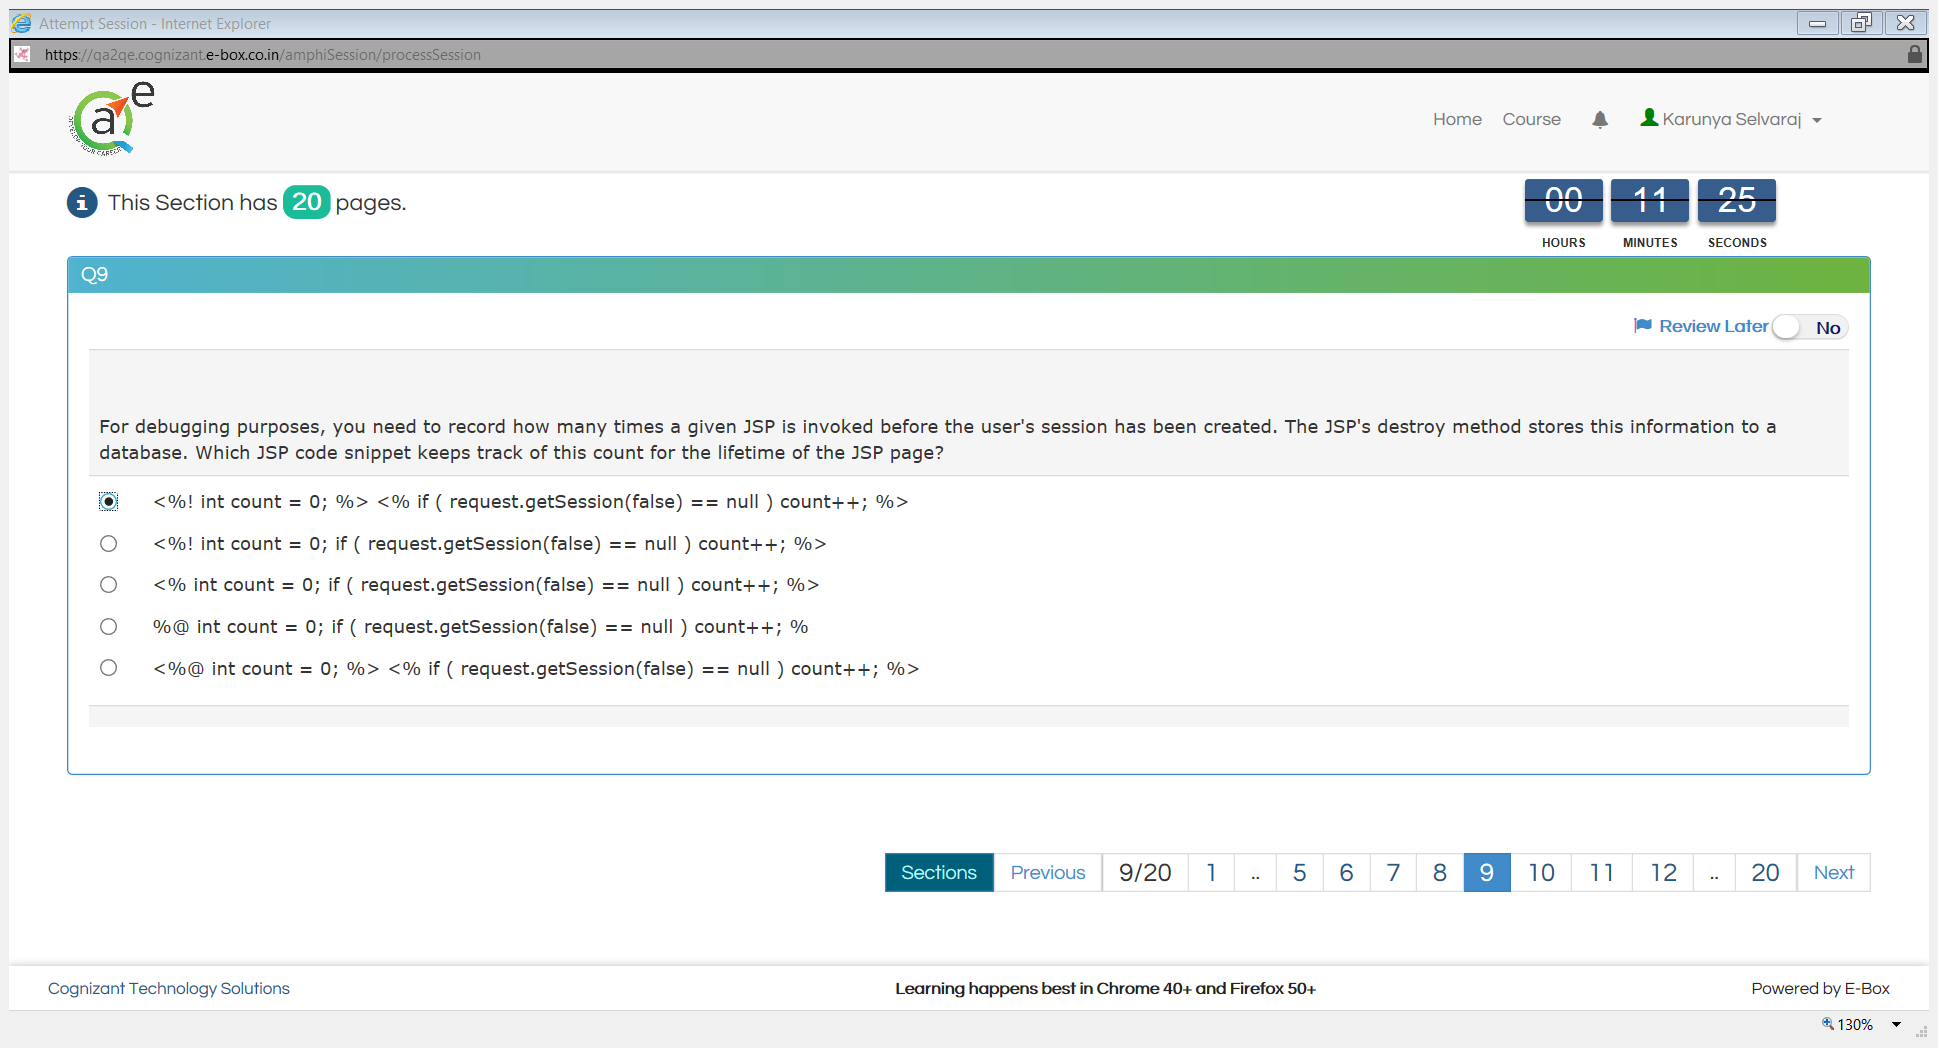 Attempt Session - Internet Explorer
https://qa2qe.cognizant.e-box.co.in/amphiSession/processSession
a e
DEVELOP YOUR CAREER
Home Course Karunya Selvaraj
This Section has 20 pages.
00 11 25
HOURS MINUTES SECONDS
Q9
Review Later No
For debugging purposes, you need to record how many times a given JSP is invoked before the user's session has been created. The JSP's destroy method stores this information to a
database. Which JSP code snippet keeps track of this count for the lifetime of the JSP page?
<%! int count = 0; %> <% if ( request.getSession(false) == null ) count++; %>
<%! int count = 0; if ( request.getSession(false) == null ) count++; %>
<% int count = 0; if ( request.getSession(false) == null ) count++; %>
%@ int count = 0; if ( request.getSession(false) == null ) count++; %
<%@ int count = 0; %> <% if ( request.getSession(false) == null ) count++; %>
Sections Previous 9/20 1 .. 5 6 7 8 9 10 11 12 .. 20 Next
Cognizant Technology Solutions Learning happens best in Chrome 40+ and Firefox 50+ Powered by E-Box
130%